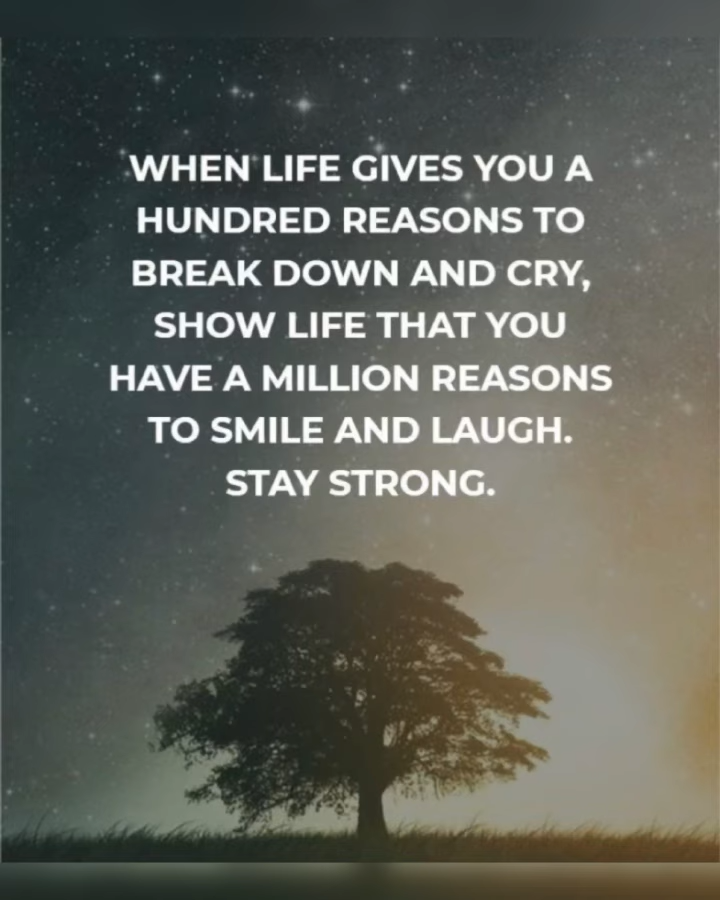 WHEN LIFE GIVES YOU A
HUNDRED REASONS TO
BREAK DOWN AND CRY,
SHOW LIFE THAT YOU
HAVE A MILLION REASONS
TO SMILE AND LAUGH.
STAY STRONG.